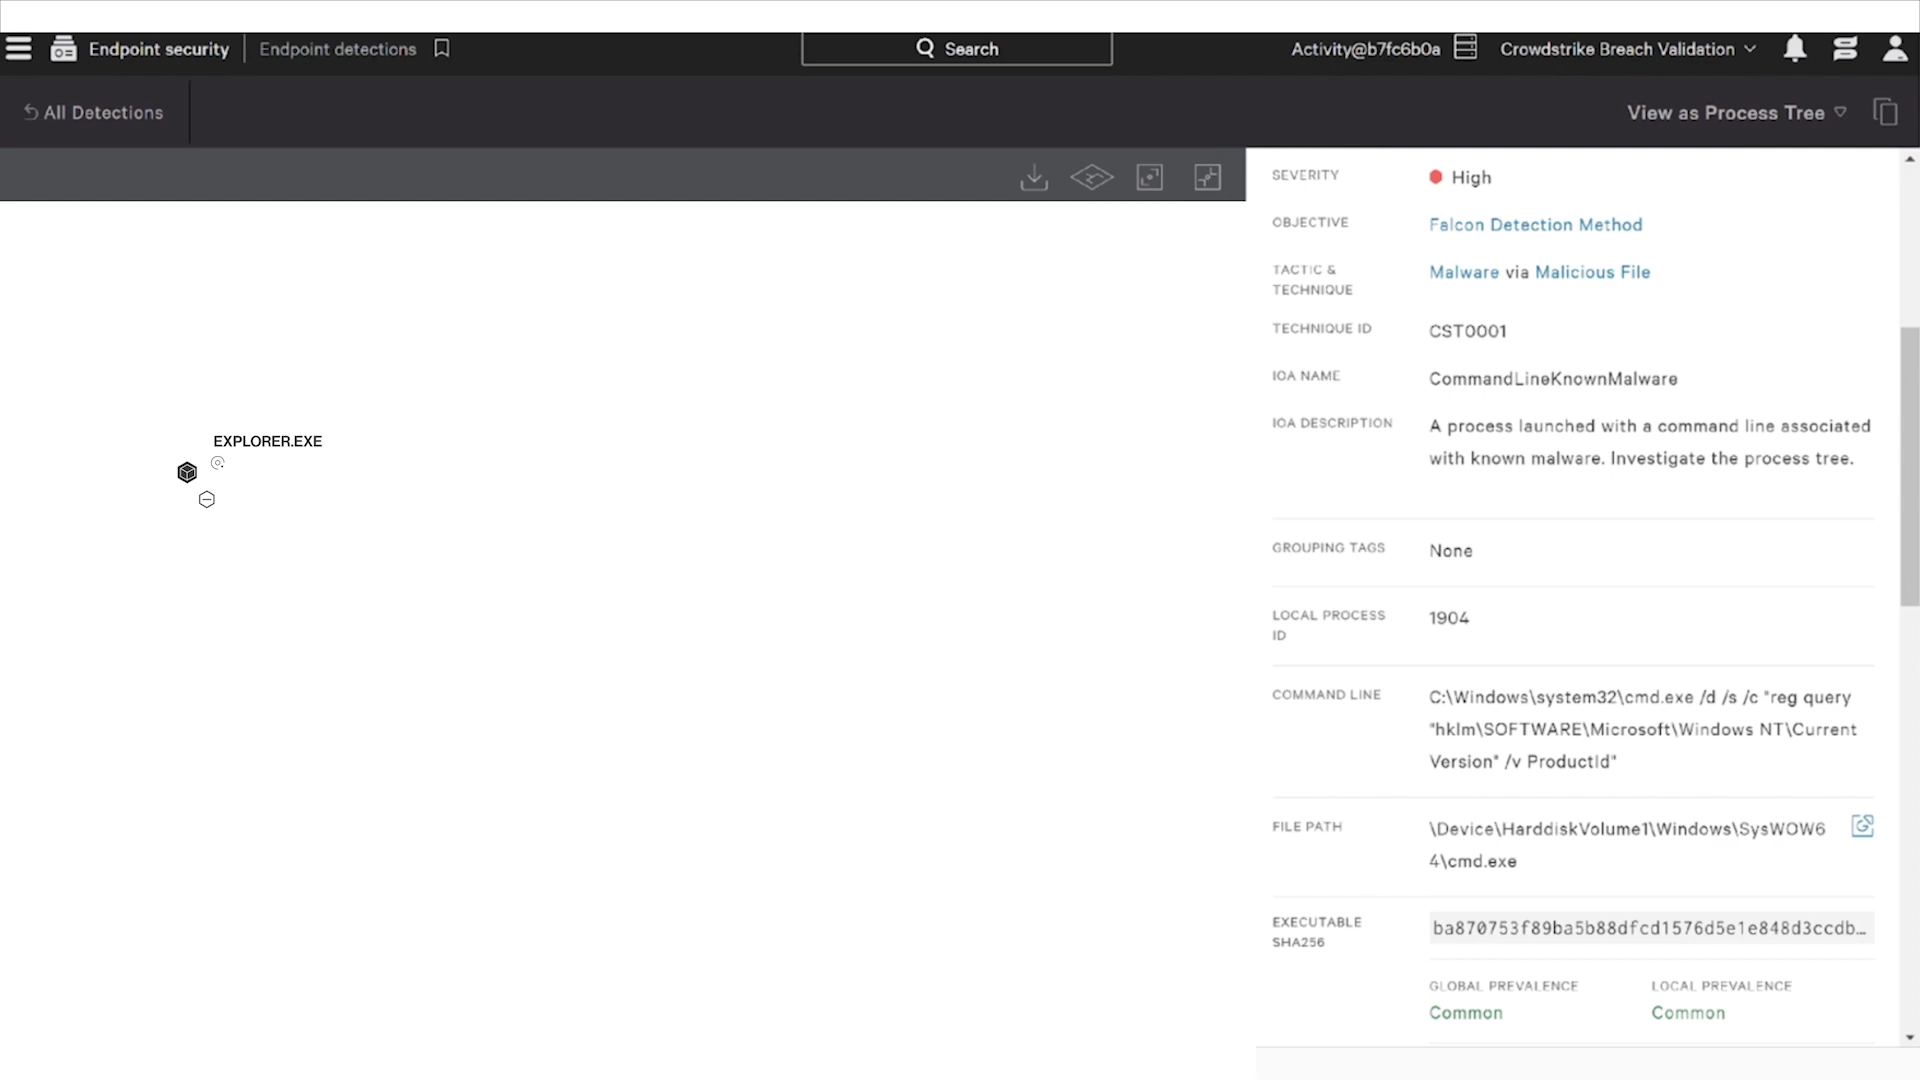 Endpoint security
Endpoint detections
Search
Activity@b7fc6b0a
Crowdstrike Breach Validation
All Detections
View as Process Tree
EXPLORER.EXE
SEVERITY
High
OBJECTIVE
Falcon Detection Method
TACTIC &
TECHNIQUE
Malware via Malicious File
TECHNIQUE ID
CST0001
IOA NAME
CommandLineKnownMalware
IOA DESCRIPTION
A process launched with a command line associated
with known malware. Investigate the process tree.
GROUPING TAGS
None
LOCAL PROCESS
ID
1904
COMMAND LINE
C:\Windows\system32\cmd.exe /d /s /c "reg query
"hklm\SOFTWARE\Microsoft\Windows NT\Current
Version" /v ProductId"
FILE PATH
\Device\HarddiskVolume1\Windows\SysWOW6
4\cmd.exe
EXECUTABLE
SHA256
ba870753f89ba5b88dfcd1576d5e1e848d3ccdb…
GLOBAL PREVALENCE
Common
LOCAL PREVALENCE
Common